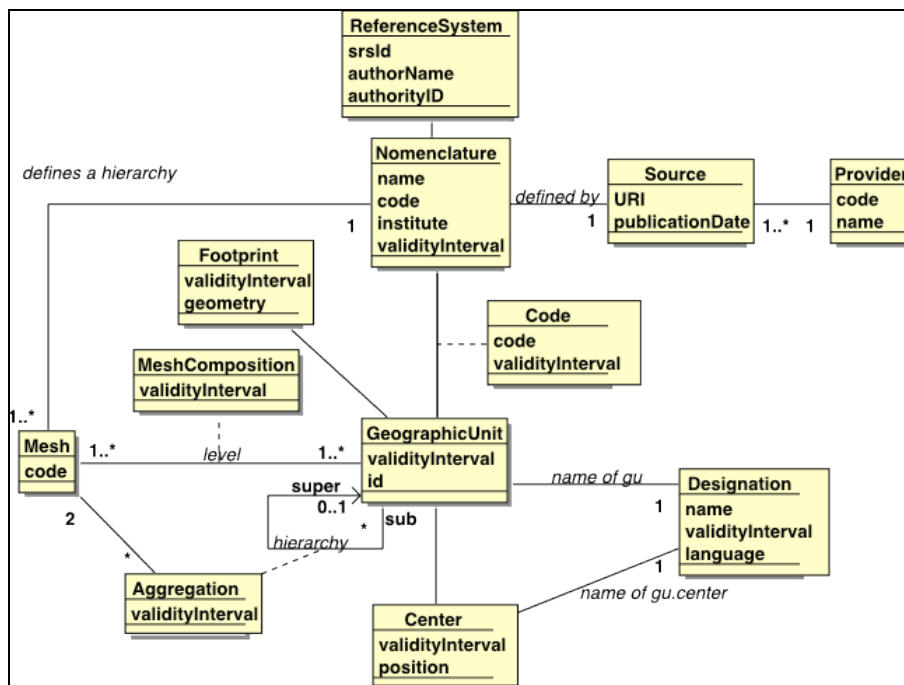 ReferenceSystem
srsId
authorName
authorityID
defines a hierarchy
Nomenclature
name
code
institute
validityInterval
1
defined by
1
Source
URI
publicationDate
1..*
1
Provider
code
name
Footprint
validityInterval
geometry
Code
code
validityInterval
MeshComposition
validityInterval
1..*
Mesh
code
1..*
level
1..*
GeographicUnit
validityInterval
id
super
0..1
*
sub
hierarchy
name of gu
1
Designation
name
validityInterval
language
1
name of gu.center
2
*
Aggregation
validityInterval
Center
validityInterval
position